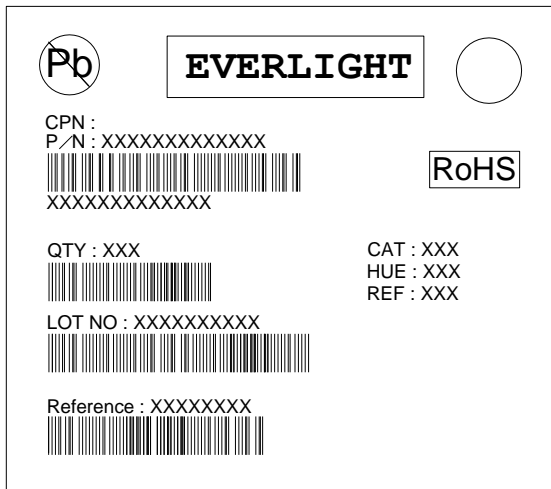 Pb
EVERLIGHT
CPN :
P/N : XXXXXXXXXXXXX
RoHS
XXXXXXXXXXXXX
QTY : XXX
CAT : XXX
HUE : XXX
REF : XXX
LOT NO : XXXXXXXXXX
Reference : XXXXXXXX